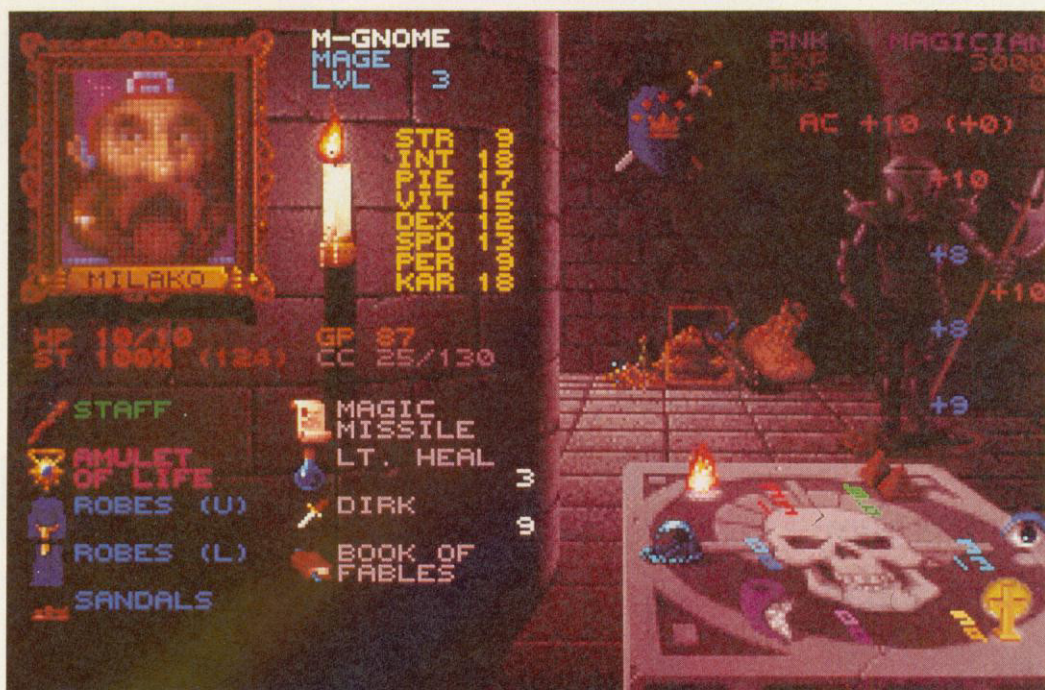 M-GNOME
MAGE
LVL 3
RNK MAGICIAN
EXP 3000
MKS 0
AC +10 (+0)
STR 9
INT 18
PIE 17
VIT 15
DEX 12
SPD 13
PER 9
KAR 18
MILAKO
HP 10/10
ST 100% (124)
GP 87
CC 25/130
+10
+8
+10
+8
+9
STAFF
AMULET
OF LIFE
ROBES (U)
ROBES (L)
SANDALS
MAGIC
MISSILE
LT. HEAL
3
DIRK
9
BOOK OF
FABLES